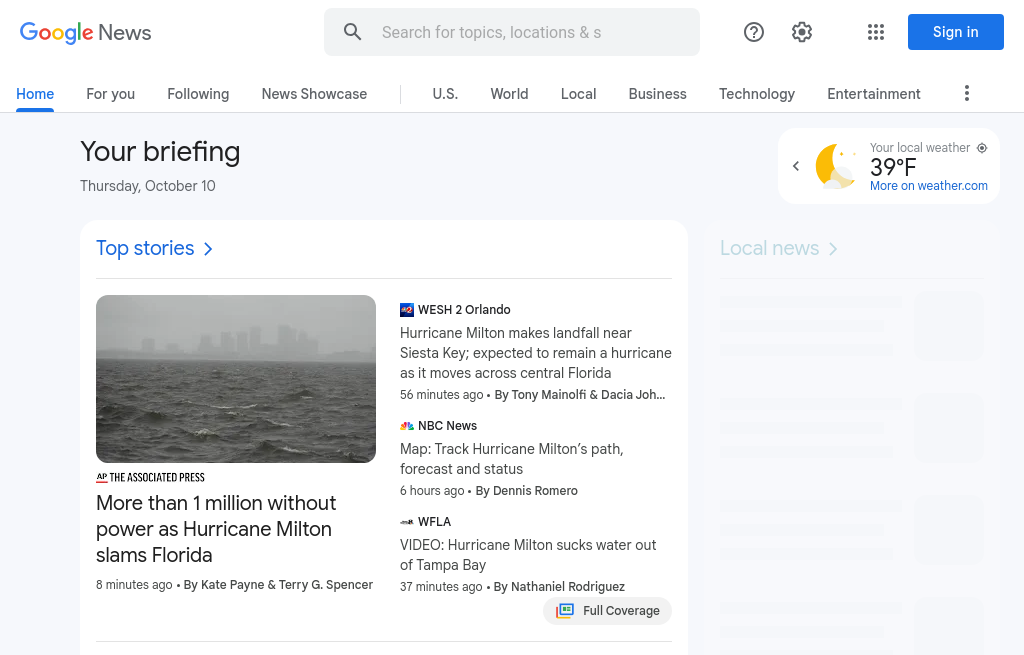 Google News
Search for topics, locations & s
Sign in
Home
For you
Following
News Showcase
U.S.
World
Local
Business
Technology
Entertainment
Your briefing
Thursday, October 10
Your local weather
39°F
More on weather.com
Top stories
THE ASSOCIATED PRESS
More than 1 million without
power as Hurricane Milton
slams Florida
8 minutes ago • By Kate Payne & Terry G. Spencer
WESH 2 Orlando
Hurricane Milton makes landfall near
Siesta Key; expected to remain a hurricane
as it moves across central Florida
56 minutes ago • By Tony Mainolfi & Dacia Joh...
NBC News
Map: Track Hurricane Milton’s path,
forecast and status
6 hours ago • By Dennis Romero
WFLA
VIDEO: Hurricane Milton sucks water out
of Tampa Bay
37 minutes ago • By Nathaniel Rodriguez
Full Coverage
Local news